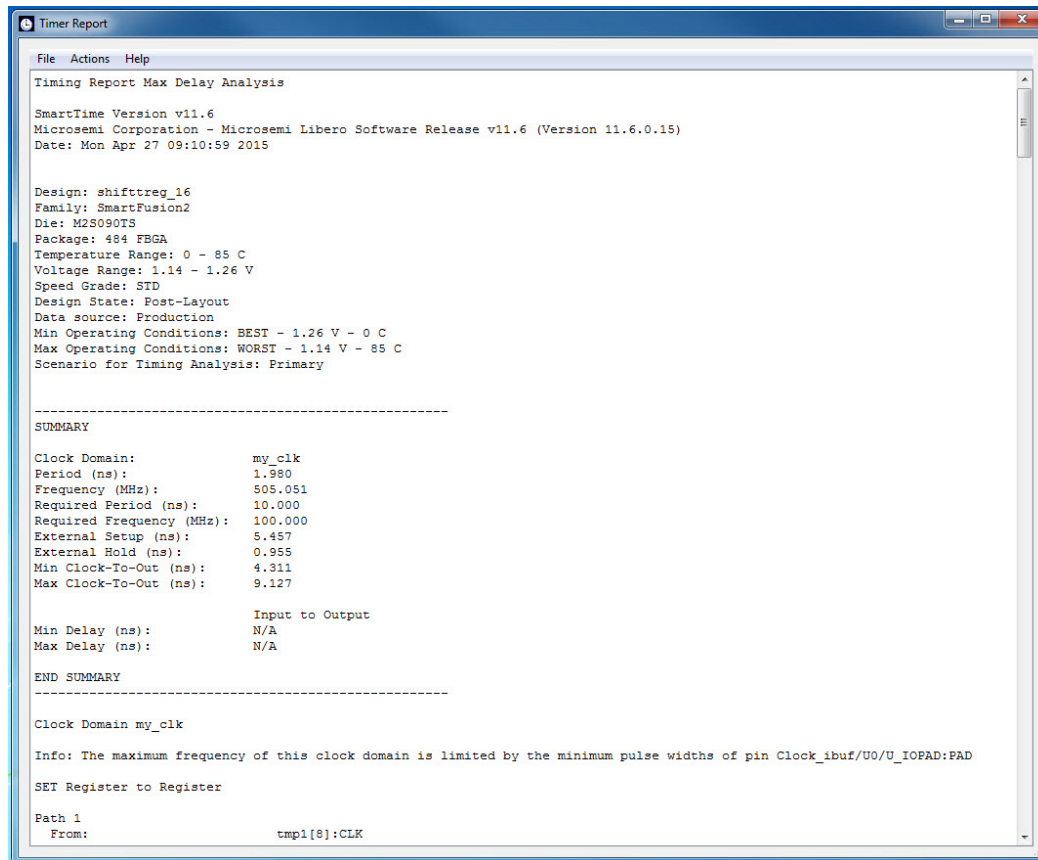 Timer Report
File Actions Help
Timing Report Max Delay Analysis
SmartTime Version v11.6
Microsemi Corporation - Microsemi Libero Software Release v11.6 (Version 11.6.0.15)
Date: Mon Apr 27 09:10:59 2015
Design: shifttreg_16
Family: SmartFusion2
Die: M2S090TS
Package: 484 FBGA
Temperature Range: 0 - 85 C
Voltage Range: 1.14 - 1.26 V
Speed Grade: STD
Design State: Post-Layout
Data source: Production
Min Operating Conditions: BEST - 1.26 V - 0 C
Max Operating Conditions: WORST - 1.14 V - 85 C
Scenario for Timing Analysis: Primary
-----------------------------------------------------
SUMMARY
Clock Domain: my_clk
Period (ns): 1.980
Frequency (MHz): 505.051
Required Period (ns): 10.000
Required Frequency (MHz): 100.000
External Setup (ns): 5.457
External Hold (ns): 0.955
Min Clock-To-Out (ns): 4.311
Max Clock-To-Out (ns): 9.127
Input to Output
Min Delay (ns): N/A
Max Delay (ns): N/A
END SUMMARY
-----------------------------------------------------
Clock Domain my_clk
Info: The maximum frequency of this clock domain is limited by the minimum pulse widths of pin Clock_ibuf/U0/U_IOPAD:PAD
SET Register to Register
Path 1
From: tmp1[8]:CLK